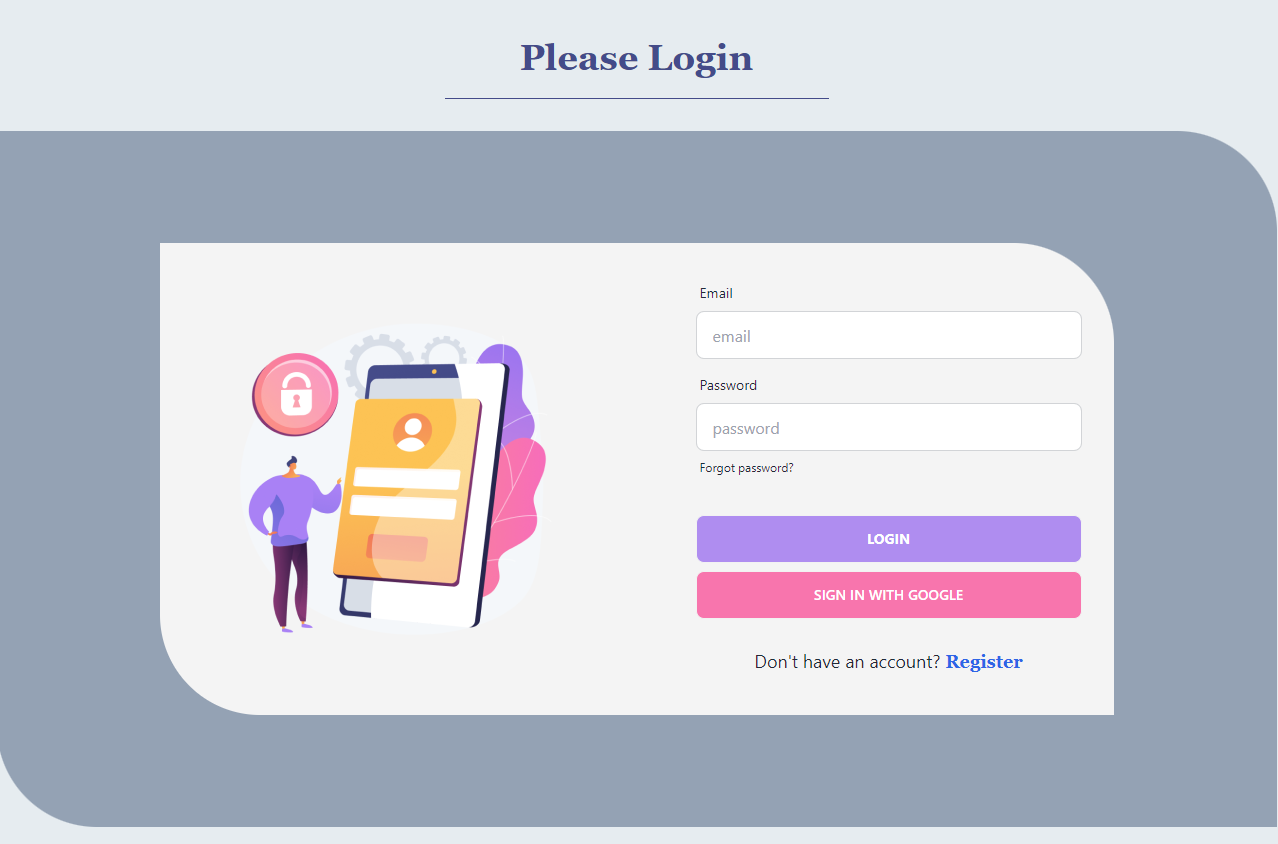 Please Login
Email
email
Password
password
Forgot password?
LOGIN
SIGN IN WITH GOOGLE
Don't have an account? Register